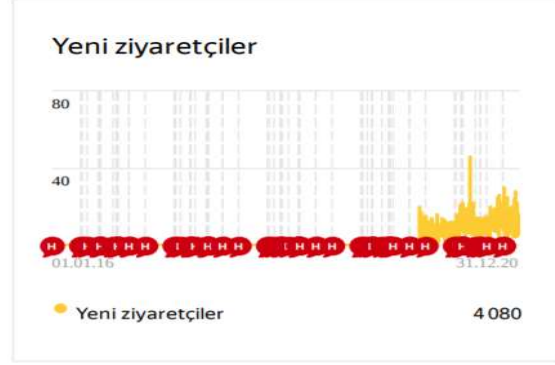 Yeni ziyaretçiler
80
40
H H H H H H H H H H H H H H H H H H H
01.01.16 31.12.20
Yeni ziyaretçiler 4 080